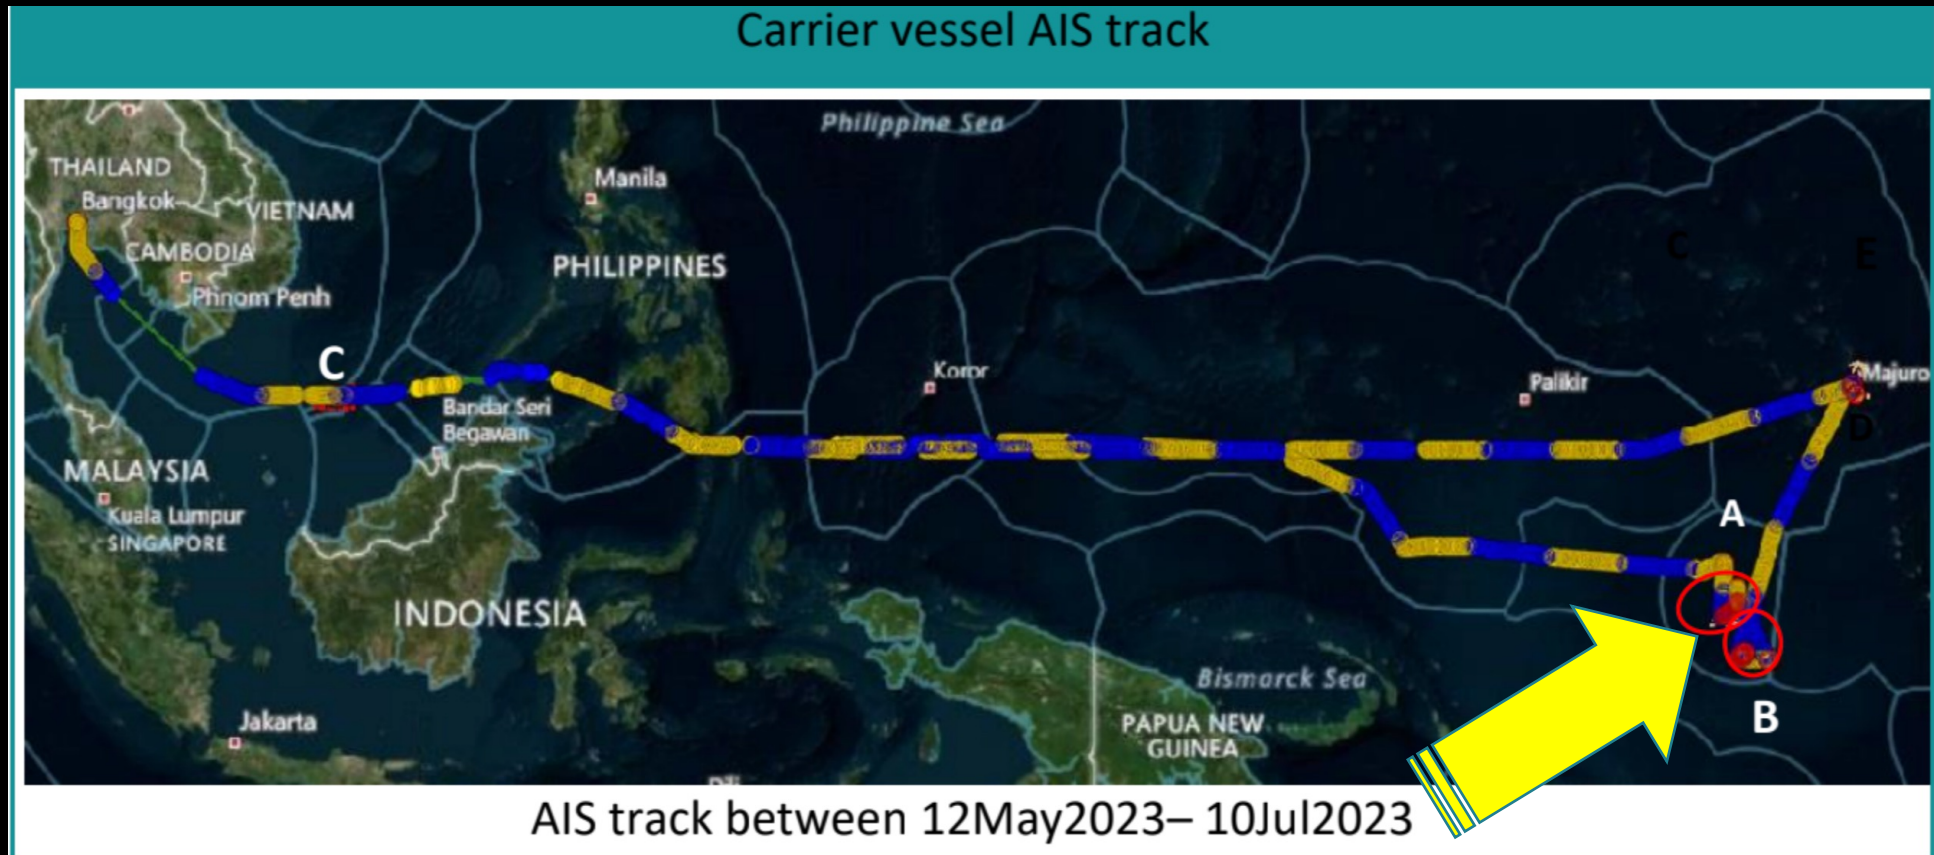 Carrier vessel AIS track
Philippine Sea
THAILAND
Bangkok
VIETNAM
CAMBODIA
Phnom Penh
Manila
PHILIPPINES
C
E
C
Koror
Palikir
Majuro
D
Bandar Seri
Begawan
MALAYSIA
Kuala Lumpur
SINGAPORE
A
INDONESIA
Bismarck Sea
B
Jakarta
PAPUA NEW
GUINEA
Dili
AIS track between 12May2023– 10Jul2023